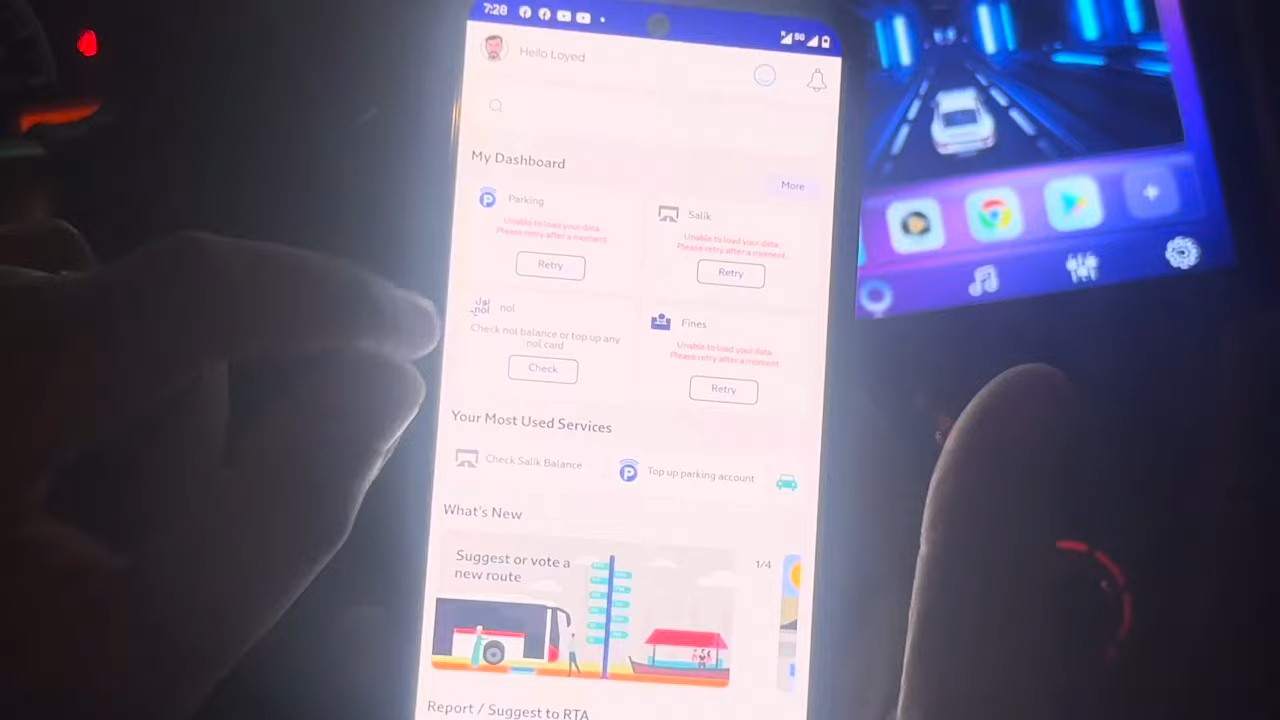 7:28
5G
Hello Loyed
My Dashboard
More
Parking
Unable to load your data.
Please retry after a moment.
Retry
Salik
Unable to load your data.
Please retry after a moment.
Retry
نول
nol
nol
Check nol balance or top up any
nol card
Check
Fines
Unable to load your data.
Please retry after a moment.
Retry
Your Most Used Services
Check Salik Balance
Top up parking account
What's New
Suggest or vote a
new route
1/4
Report / Suggest to RTA